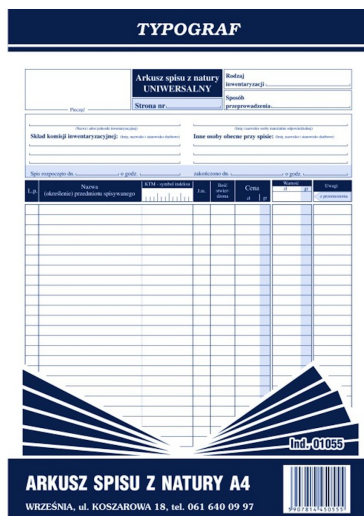 TYPOGRAF
Arkusz spisu z natury
UNIWERSALNY
Strona nr
Rodzaj
inwentaryzacji
Sposób
przeprowadzenia
Pieczęć
Skład komisji inwentaryzacyjnej:
Inne osoby obecne przy spisie:
Spis rozpoczęto dn. o godz. zakończono dn. o godz.
L.p. Nazwa
(określenie) przedmiotu spisywanego
KTM - symbol indeksu
J.m.
Ilość
Cena
zł gr
Wartość
zł gr
Uwagi
Ind. 01055
ARKUSZ SPISU Z NATURY A4
WRZEŚNIA, ul. KOSZAROWA 18, tel. 061 640 09 97